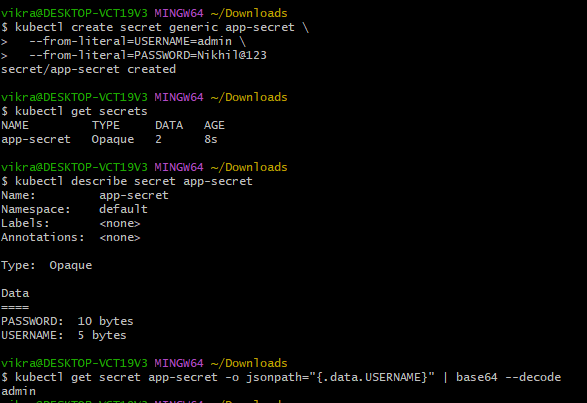 vikra@DESKTOP-VCT19V3 MINGW64 ~/Downloads
$ kubectl create secret generic app-secret \
>   --from-literal=USERNAME=admin \
>   --from-literal=PASSWORD=Nikhil@123
secret/app-secret created

vikra@DESKTOP-VCT19V3 MINGW64 ~/Downloads
$ kubectl get secrets
NAME         TYPE     DATA   AGE
app-secret   Opaque   2      8s

vikra@DESKTOP-VCT19V3 MINGW64 ~/Downloads
$ kubectl describe secret app-secret
Name:         app-secret
Namespace:    default
Labels:       <none>
Annotations:  <none>

Type:  Opaque

Data
====
PASSWORD:  10 bytes
USERNAME:  5 bytes

vikra@DESKTOP-VCT19V3 MINGW64 ~/Downloads
$ kubectl get secret app-secret -o jsonpath="{.data.USERNAME}" | base64 --decode
admin